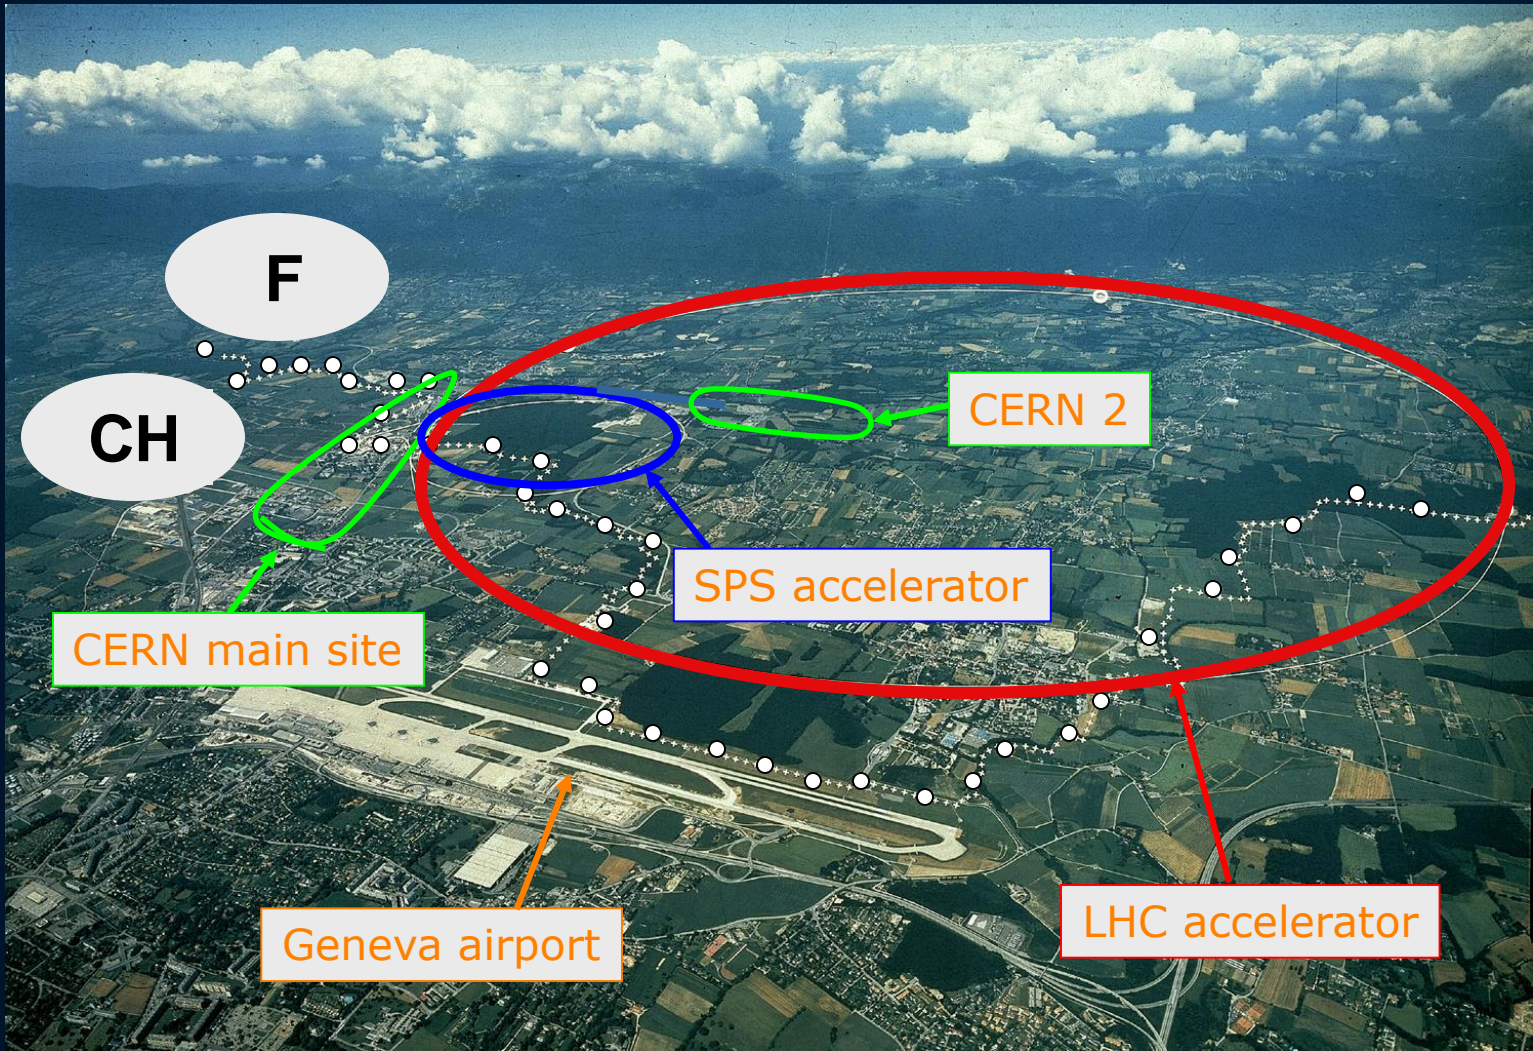 F
CH
CERN 2
SPS accelerator
CERN main site
Geneva airport
LHC accelerator